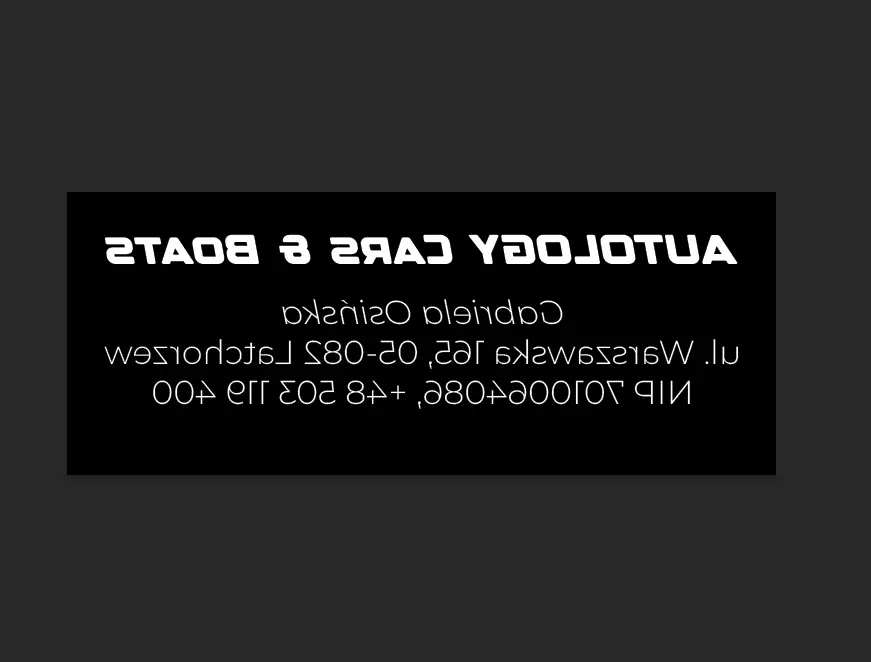 AUTOLOGY CARS & BOATS
Gabriela Osińska
ul. Warszawska 165, 05-082 Latchorzew
NIP 7010064086, +48 503 119 400